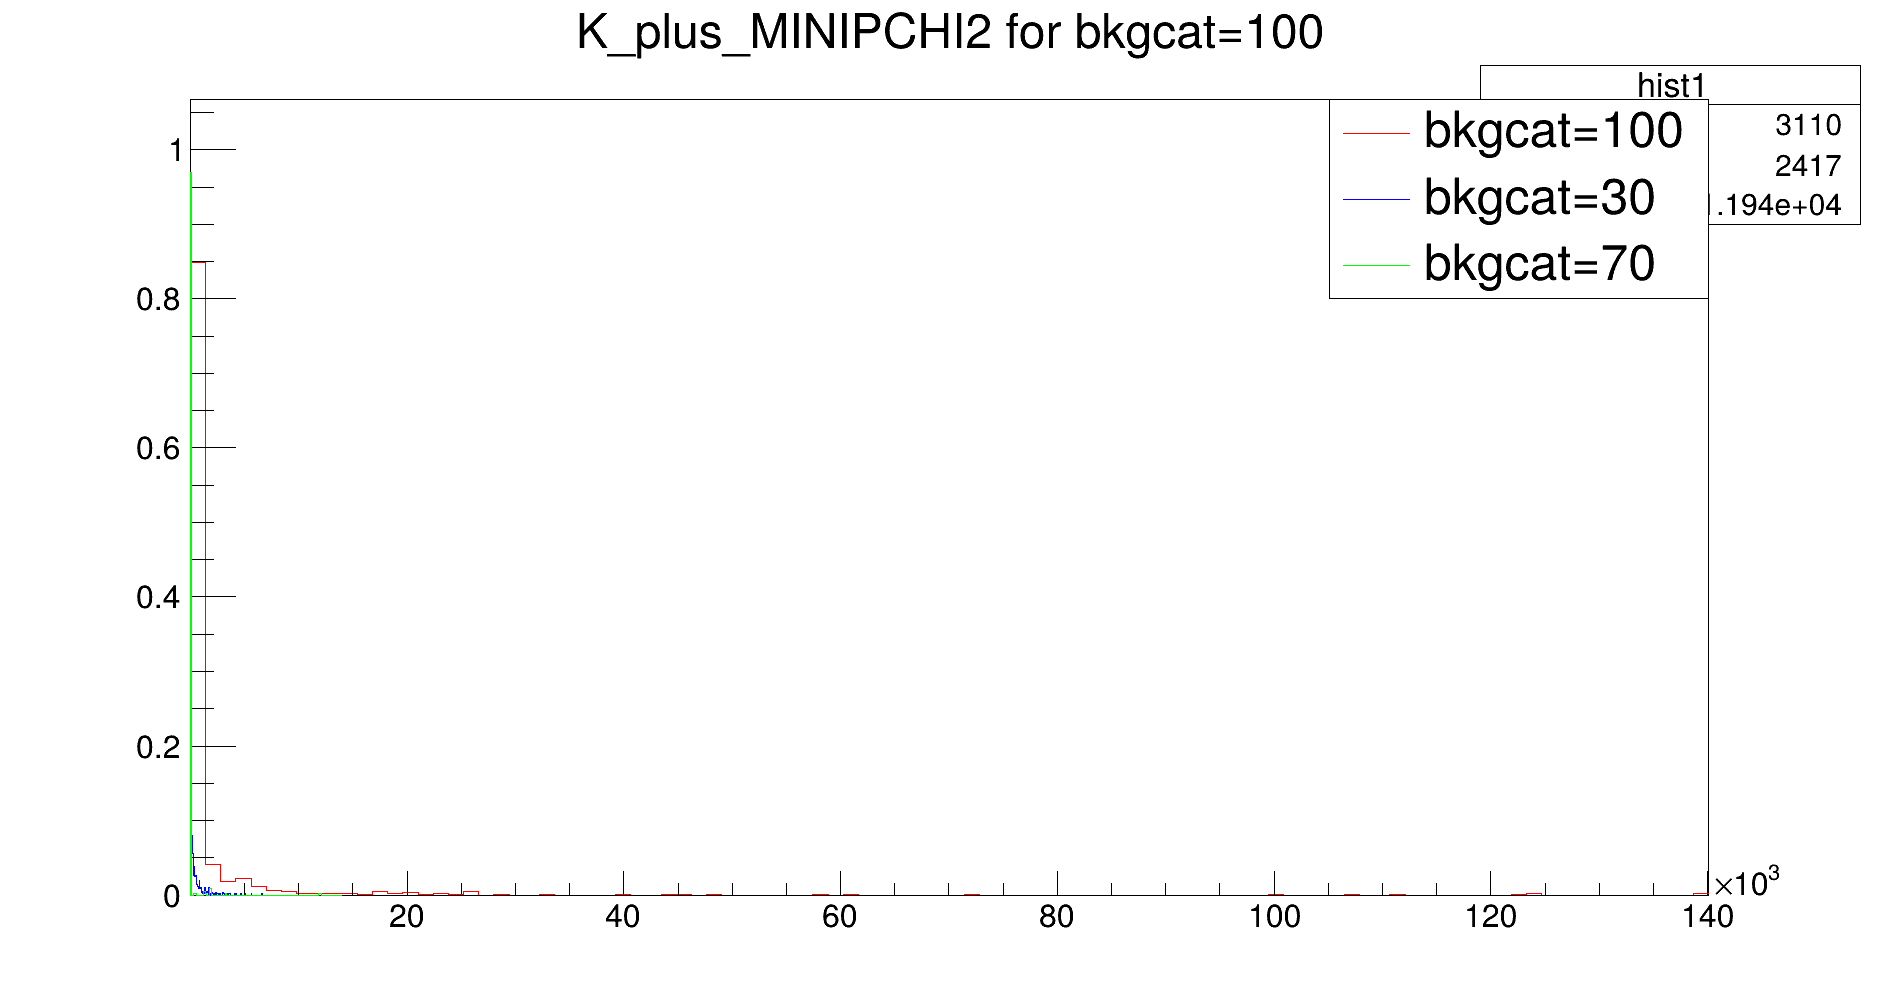 K_plus_MINIPCHI2 for bkgcat=100
hist1
3110
2417
1.194e+04
bkgcat=100
bkgcat=30
bkgcat=70
1
0.8
0.6
0.4
0.2
0
20 40 60 80 100 120 140
×10³